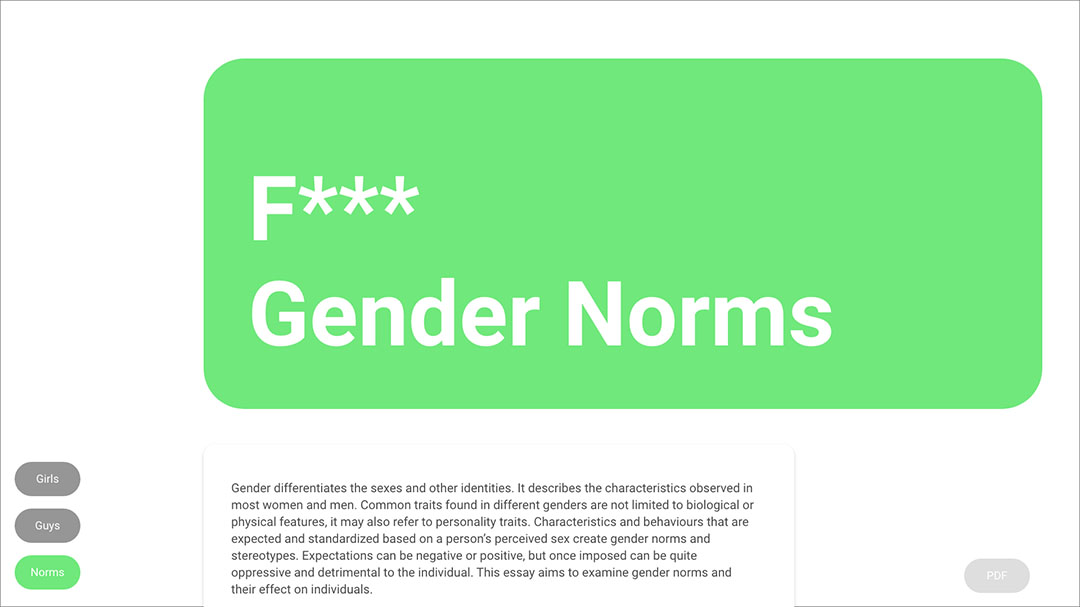 F***
Gender Norms
Gender differentiates the sexes and other identities. It describes the characteristics observed in
most women and men. Common traits found in different genders are not limited to biological or
physical features, it may also refer to personality traits. Characteristics and behaviours that are
expected and standardized based on a person’s perceived sex create gender norms and
stereotypes. Expectations can be negative or positive, but once imposed can be quite
oppressive and detrimental to the individual. This essay aims to examine gender norms and
their effect on individuals.
Girls
Guys
Norms
PDF